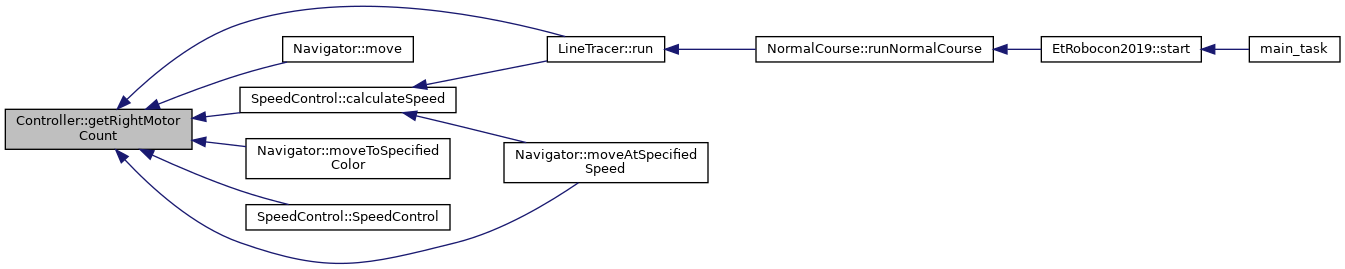 Controller::getRightMotor
Count
Navigator::move
SpeedControl::calculateSpeed
Navigator::moveToSpecified
Color
SpeedControl::SpeedControl
LineTracer::run
Navigator::moveAtSpecified
Speed
NormalCourse::runNormalCourse
EtRobocon2019::start
main_task